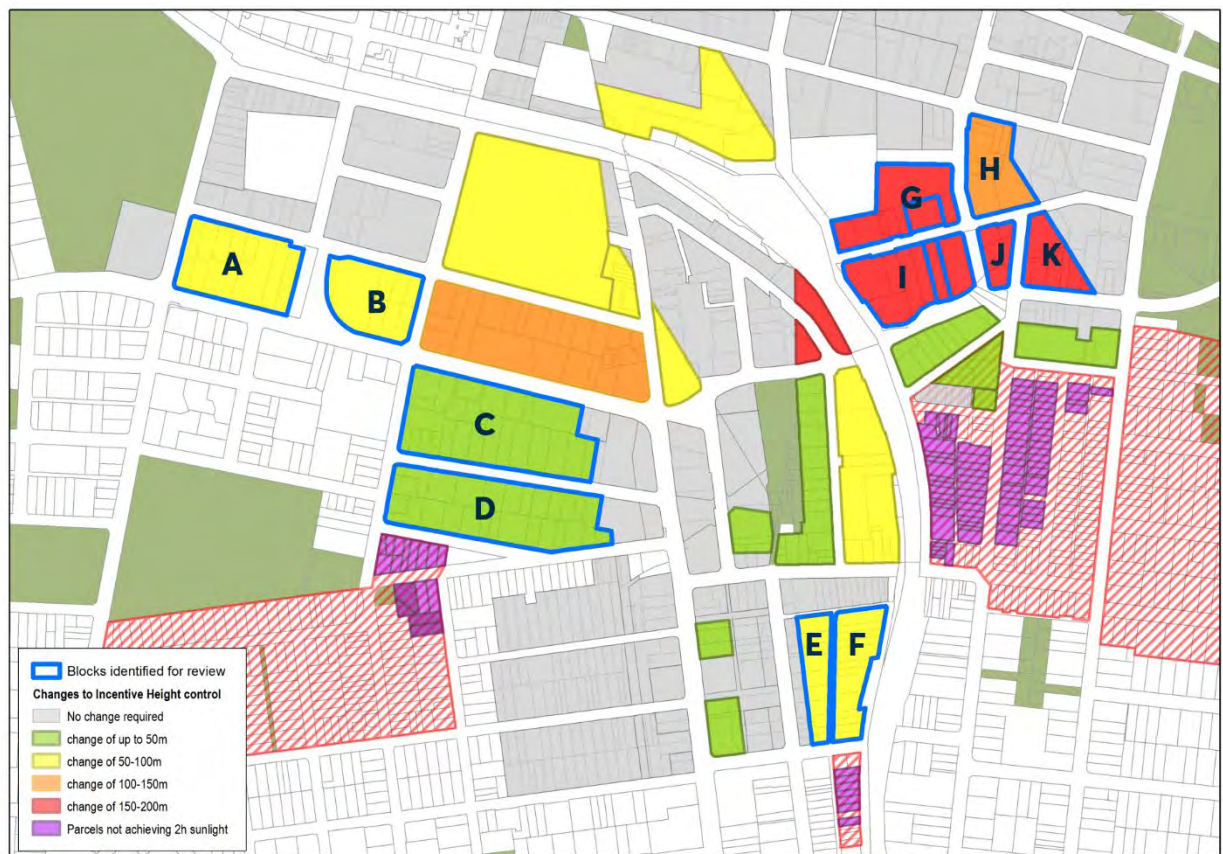 H
G
A
J
K
B
I
C
D
E
F
Blocks identified for review
Changes to Incentive Height control
No change required
change of up to 50m
change of 50-100m
change of 100-150m
change of 150-200m
Parcels not achieving 2h sunlight